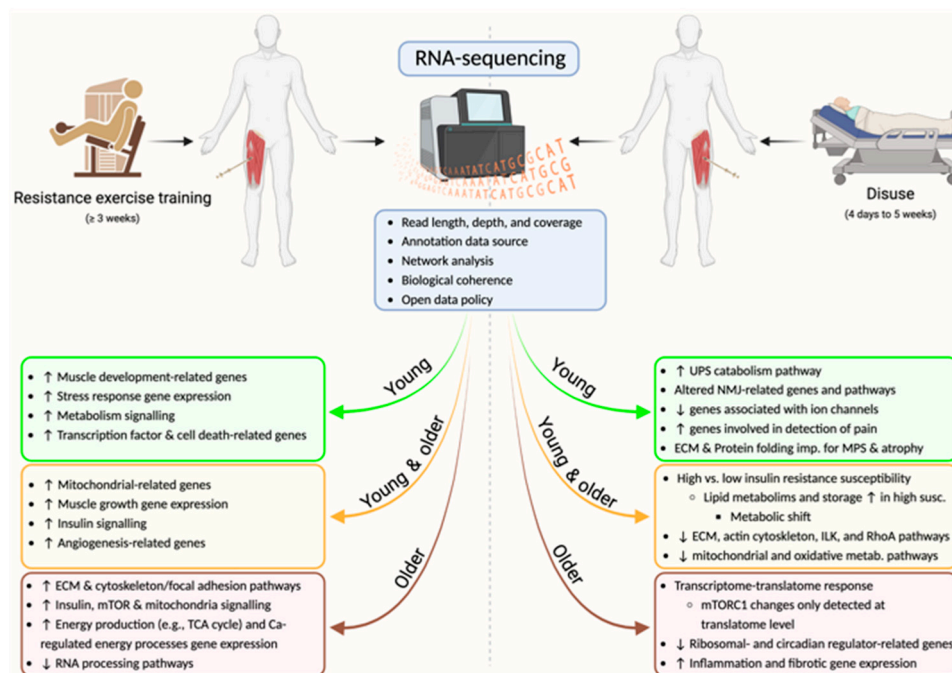 RNA-sequencing
Resistance exercise training
(≥ 3 weeks)
Disuse
(4 days to 5 weeks)
• Read length, depth, and coverage
• Annotation data source
• Network analysis
• Biological coherence
• Open data policy
Young
• ↑ Muscle development-related genes
• ↑ Stress response gene expression
• ↑ Metabolism signalling
• ↑ Transcription factor & cell death-related genes
Young & older
• ↑ Mitochondrial-related genes
• ↑ Muscle growth gene expression
• ↑ Insulin signalling
• ↑ Angiogenesis-related genes
Older
• ↑ ECM & cytoskeleton/focal adhesion pathways
• ↑ Insulin, mTOR & mitochondria signalling
• ↑ Energy production (e.g., TCA cycle) and Ca-
regulated energy processes gene expression
• ↓ RNA processing pathways
Young
• ↑ UPS catabolism pathway
• Altered NMJ-related genes and pathways
• ↓ genes associated with ion channels
• ↑ genes involved in detection of pain
• ECM & Protein folding imp. for MPS & atrophy
Young & older
• High vs. low insulin resistance susceptibility
○ Lipid metabolims and storage ↑ in high susc.
▪ Metabolic shift
• ↓ ECM, actin cytoskleton, ILK, and RhoA pathways
• ↓ mitochondrial and oxidative metab. pathways
Older
• Transcriptome-translatome response
○ mTORC1 changes only detected at
translatome level
• ↓ Ribosomal- and circadian regulator-related genes
• ↑ Inflammation and fibrotic gene expression